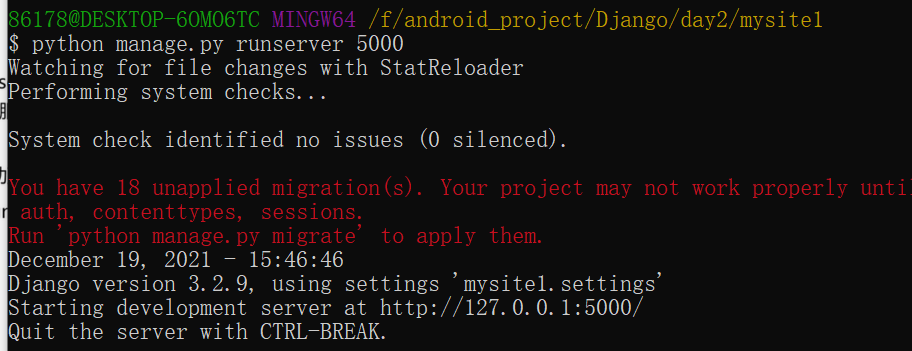 86178@DESKTOP-6OMO6TC MINGW64 /f/android_project/Django/day2/mysite1
$ python manage.py runserver 5000
Watching for file changes with StatReloader
Performing system checks...
System check identified no issues (0 silenced).
You have 18 unapplied migration(s). Your project may not work properly until
auth, contenttypes, sessions.
Run 'python manage.py migrate' to apply them.
December 19, 2021 - 15:46:46
Django version 3.2.9, using settings 'mysite1.settings'
Starting development server at http://127.0.0.1:5000/
Quit the server with CTRL-BREAK.